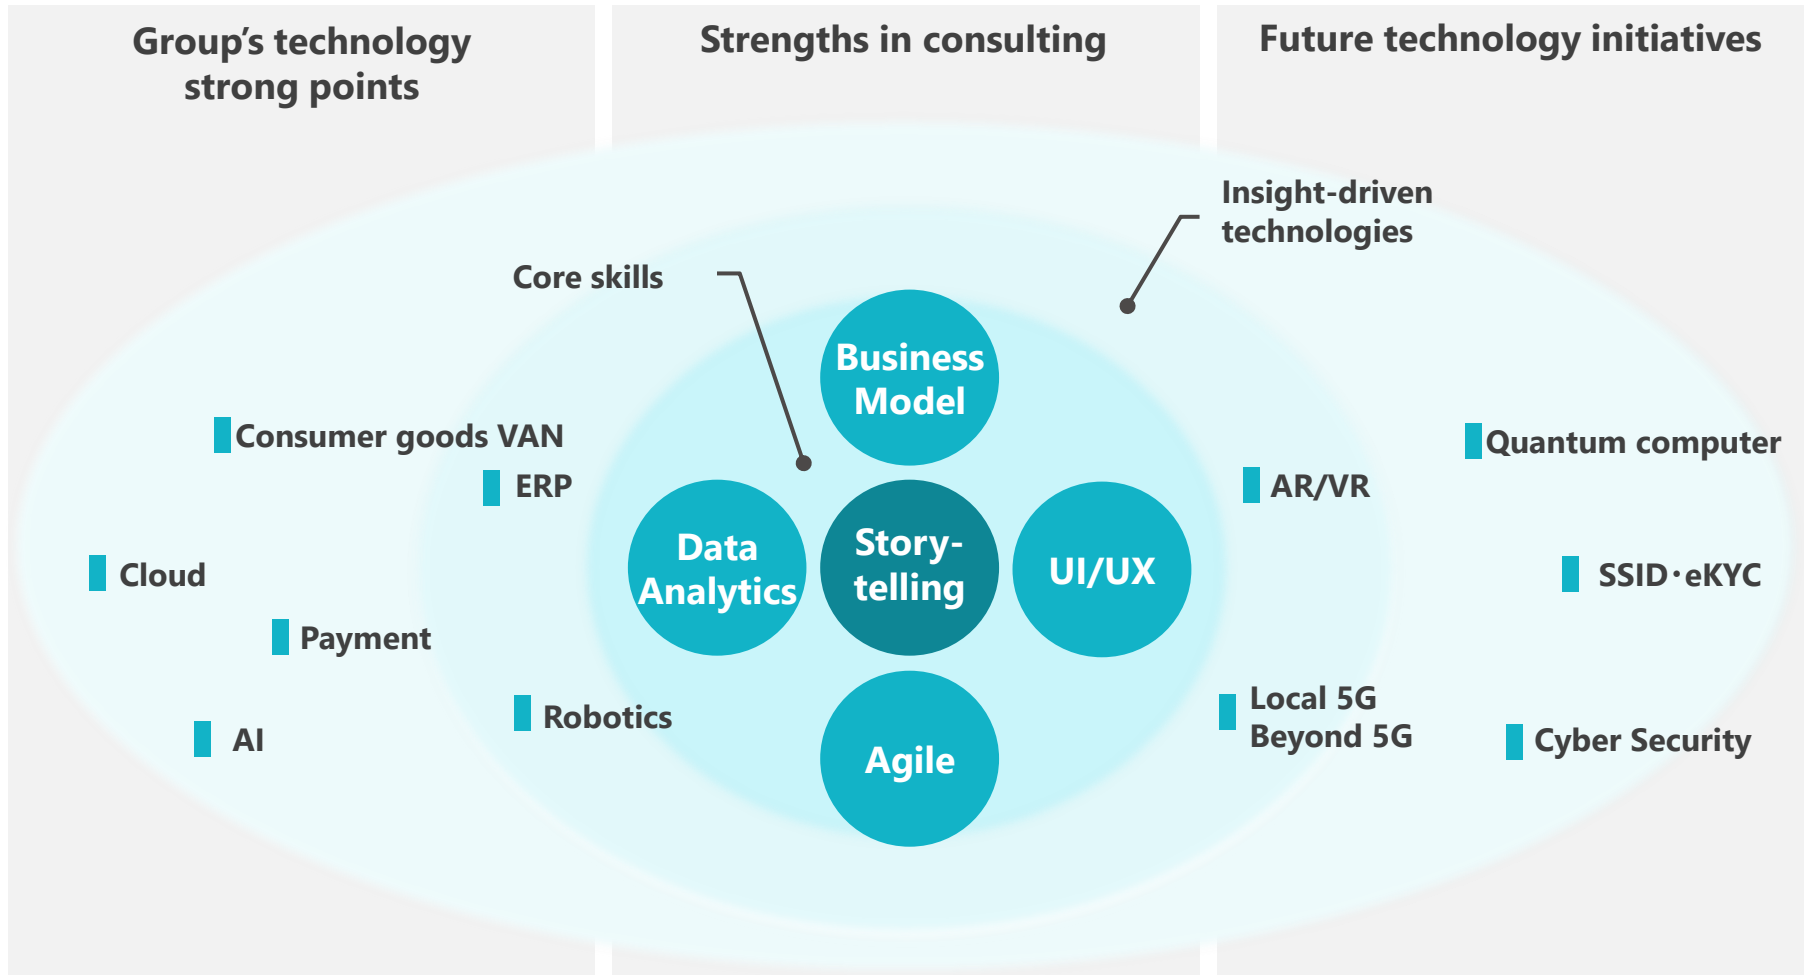 Group's technology
strong points
Strengths in consulting
Future technology initiatives
Insight-driven
technologies
Core skills
Business
Model
Consumer goods VAN
ERP
Data
Analytics
Story-
telling
UI/UX
AR/VR
Quantum computer
Cloud
SSID・eKYC
Payment
Robotics
AI
Agile
Local 5G
Beyond 5G
Cyber Security